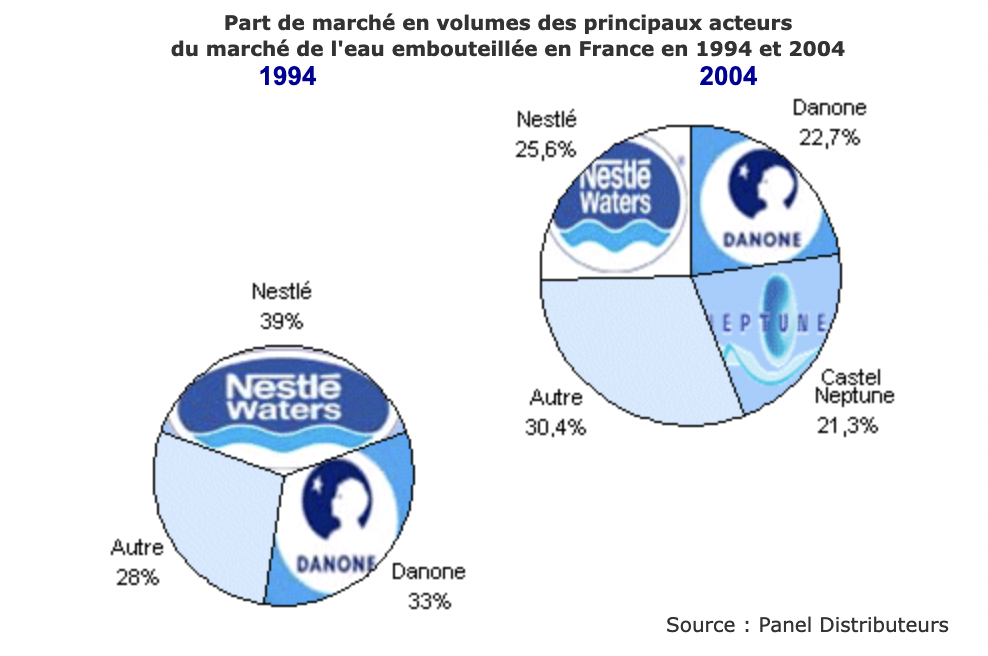 Part de marché en volumes des principaux acteurs
du marché de l'eau embouteillée en France en 1994 et 2004
1994
2004
Nestlé
25,6%
Nestlé
Waters
®
Danone
22,7%
DANONE
EPTUNE
Castel
Neptune
21,3%
Autre
30,4%
Nestlé
39%
Nestlé
Waters
Autre
28%
DANONE
Danone
33%
Source : Panel Distributeurs